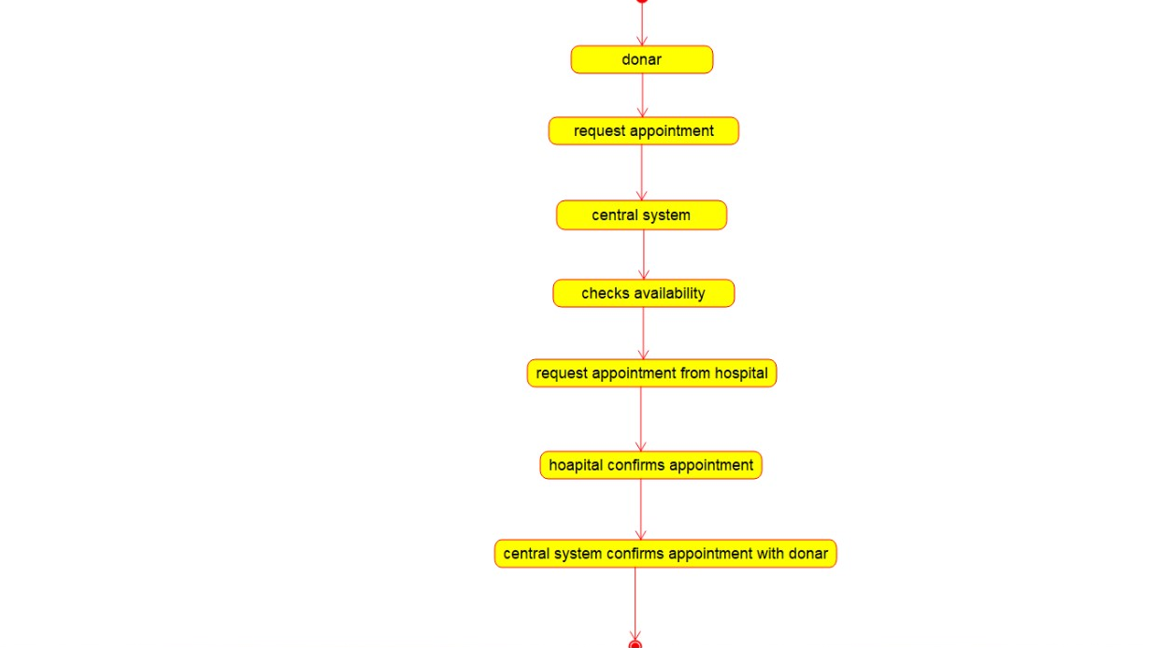 donar
request appointment
central system
checks availability
request appointment from hospital
hoapital confirms appointment
central system confirms appointment with donar